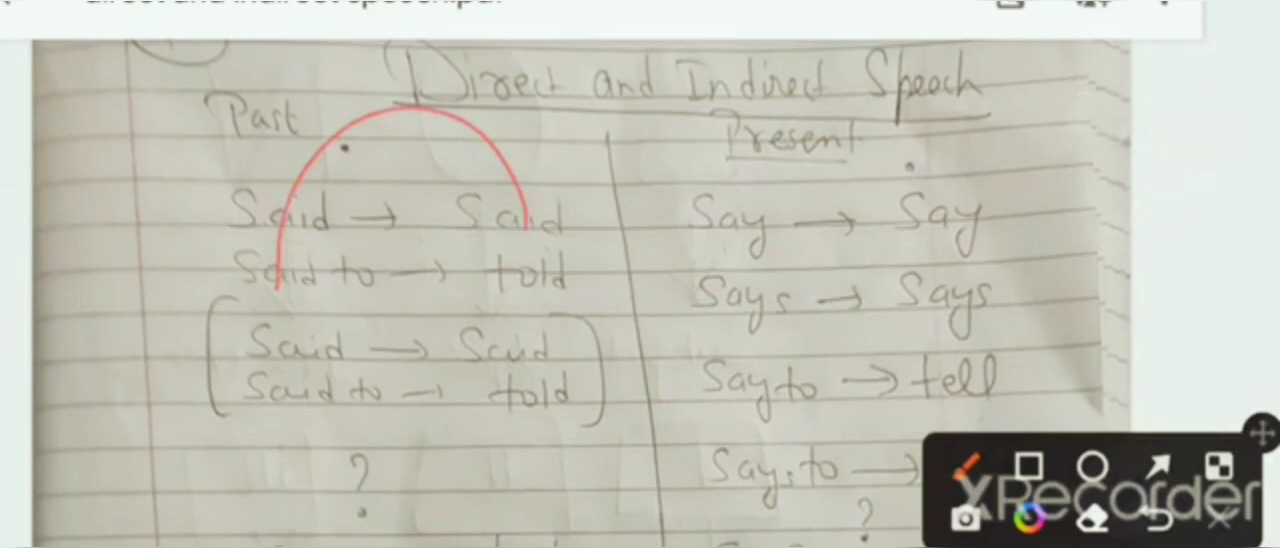 Direct and Indirect Speech
Past
Said → Said
Said to → told
Said → Said
Said to → told
?
Present
Say → Say
Says → Says
Say to → tell
Says to →
?
XRecorder